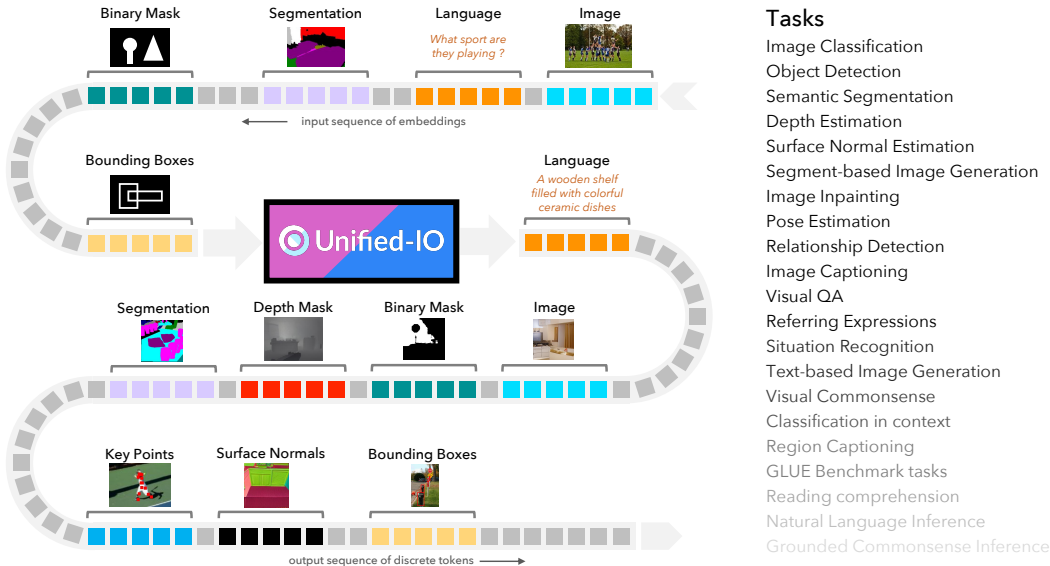 Binary Mask
Segmentation
Language
Image
What sport are
they playing ?
input sequence of embeddings
Bounding Boxes
Language
A wooden shelf
filled with colorful
ceramic dishes
Unified-IO
Segmentation
Depth Mask
Binary Mask
Image
Key Points
Surface Normals
Bounding Boxes
output sequence of discrete tokens
Tasks
Image Classification
Object Detection
Semantic Segmentation
Depth Estimation
Surface Normal Estimation
Segment-based Image Generation
Image Inpainting
Pose Estimation
Relationship Detection
Image Captioning
Visual QA
Referring Expressions
Situation Recognition
Text-based Image Generation
Visual Commonsense
Classification in context
Region Captioning
GLUE Benchmark tasks
Reading comprehension
Natural Language Inference
Grounded Commonsense Inference